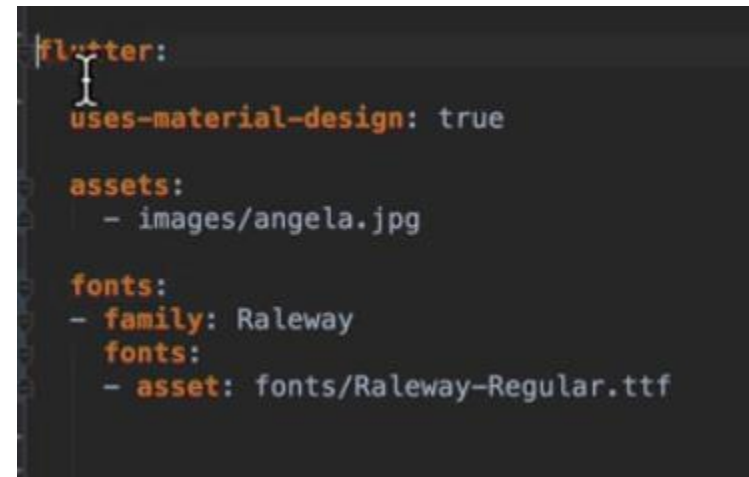 flutter:
uses-material-design: true
assets:
- images/angela.jpg
fonts:
- family: Raleway
fonts:
- asset: fonts/Raleway-Regular.ttf